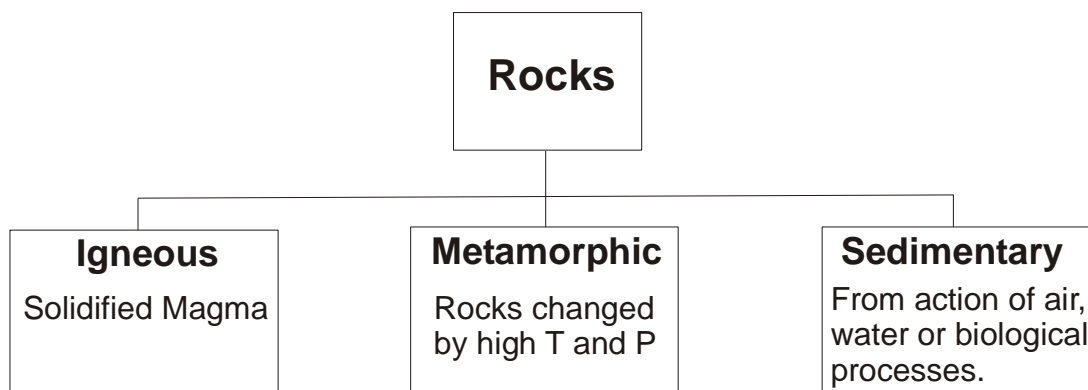 Rocks
Igneous
Solidified Magma
Metamorphic
Rocks changed
by high T and P
Sedimentary
From action of air,
water or biological
processes.